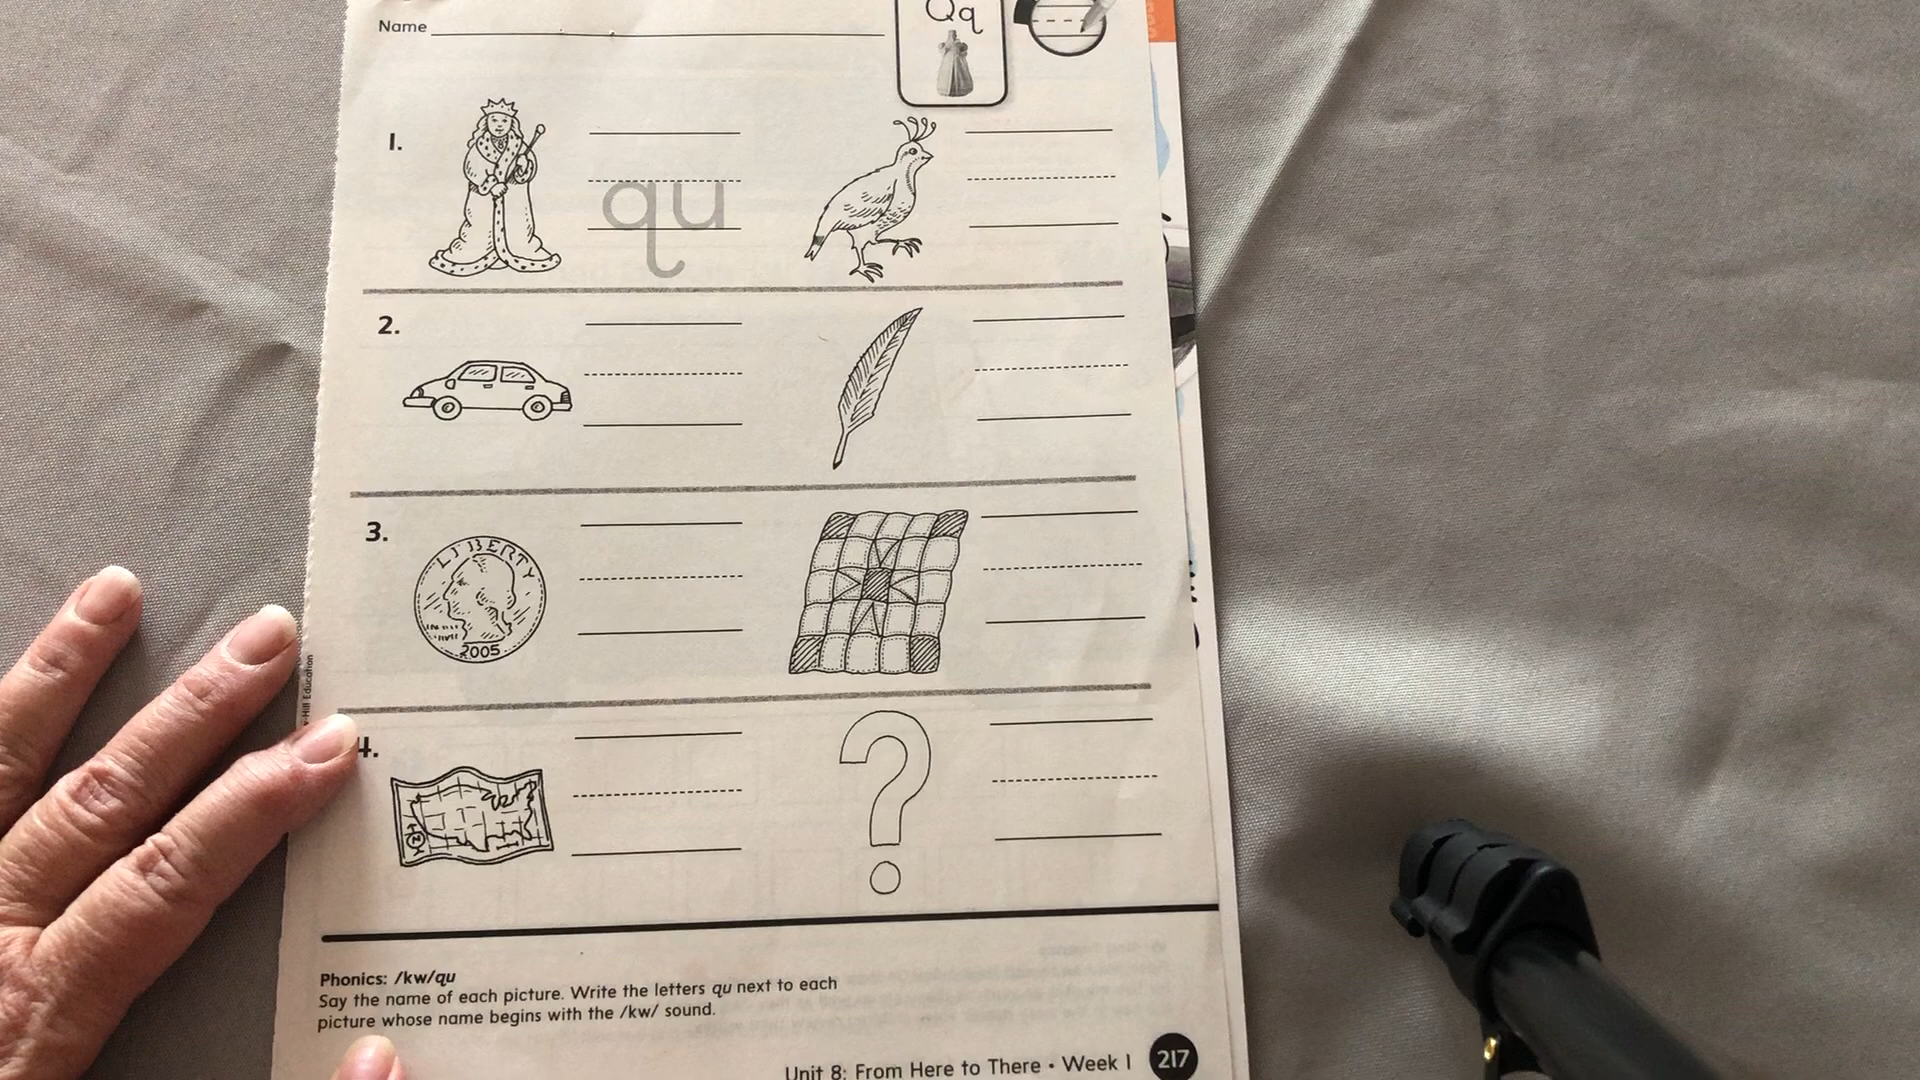 Name
Qq
1.
qu
2.
3.
LIBERTY
2005
4.
N
Phonics: /kw/qu
Say the name of each picture. Write the letters qu next to each
picture whose name begins with the /kw/ sound.
Unit 8: From Here to There • Week 1 217